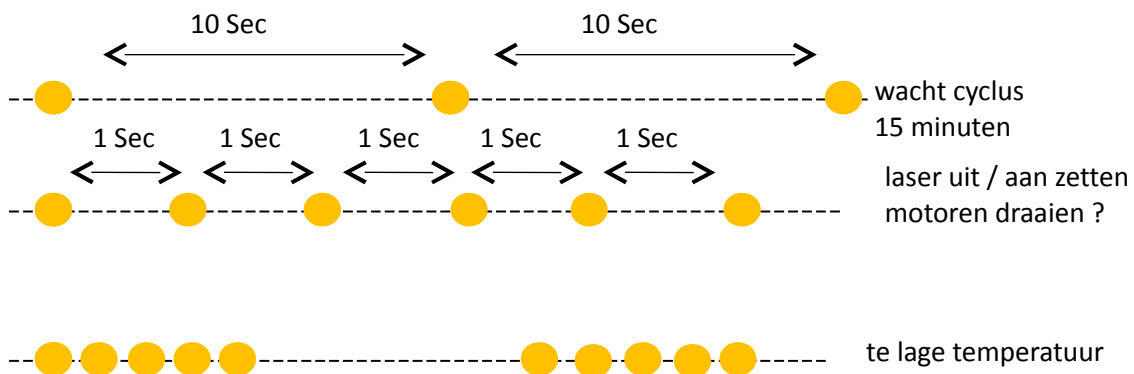 10 Sec
10 Sec
wacht cyclus
15 minuten
1 Sec
1 Sec
1 Sec
1 Sec
1 Sec
laser uit / aan zetten
motoren draaien ?
te lage temperatuur